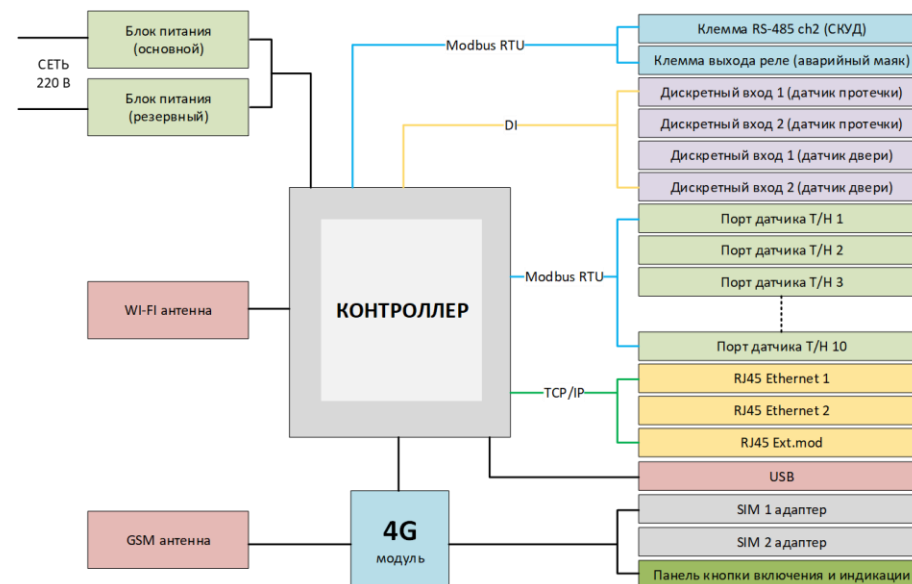 Блок питания
(основной)
СЕТЬ
220 В
Блок питания
(резервный)
Modbus RTU
Клемма RS-485 ch2 (СКУД)
Клемма выхода реле (аварийный маяк)
DI
Дискретный вход 1 (датчик протечки)
Дискретный вход 2 (датчик протечки)
Дискретный вход 1 (датчик двери)
Дискретный вход 2 (датчик двери)
WI-FI антенна
КОНТРОЛЛЕР
Modbus RTU
Порт датчика Т/Н 1
Порт датчика Т/Н 2
Порт датчика Т/Н 3
Порт датчика Т/Н 10
TCP/IP
RJ45 Ethernet 1
RJ45 Ethernet 2
RJ45 Ext.mod
USB
GSM антенна
4G
модуль
SIM 1 адаптер
SIM 2 адаптер
Панель кнопки включения и индикации